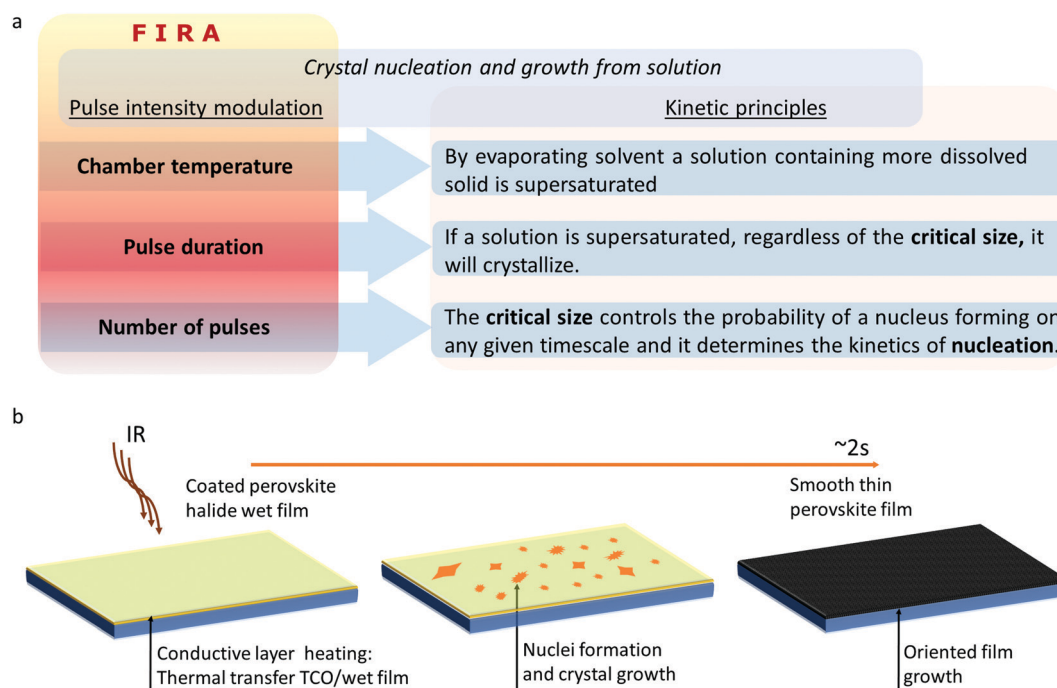 a
FIRA
Crystal nucleation and growth from solution
Pulse intensity modulation
Kinetic principles
Chamber temperature
By evaporating solvent a solution containing more dissolved
solid is supersaturated
Pulse duration
If a solution is supersaturated, regardless of the critical size, it
will crystallize.
Number of pulses
The critical size controls the probability of a nucleus forming on
any given timescale and it determines the kinetics of nucleation.
b
IR
~2s
Coated perovskite
halide wet film
Smooth thin
perovskite film
Conductive layer heating:
Thermal transfer TCO/wet film
Nuclei formation
and crystal growth
Oriented film
growth